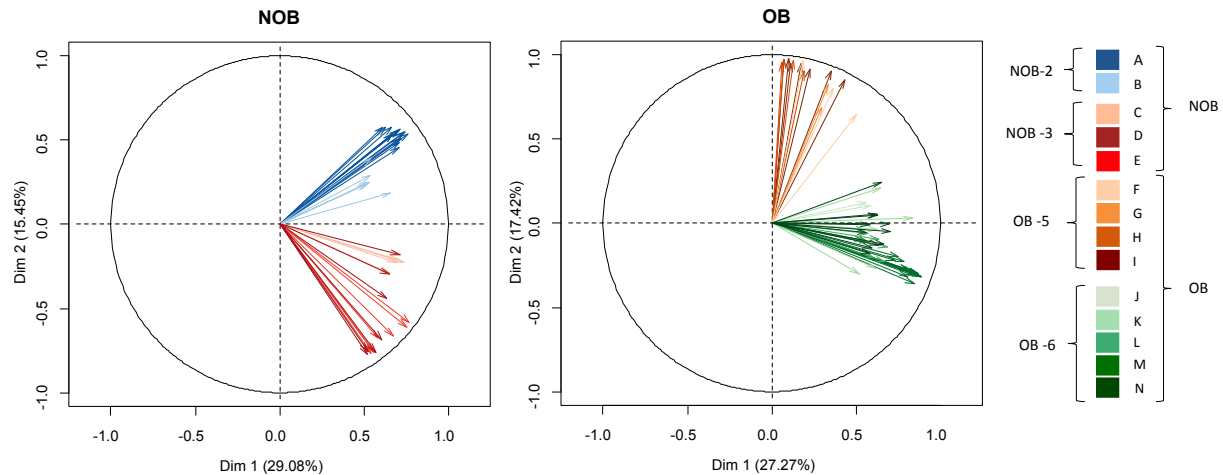 NOB
1.0
0.5
0.0
-0.5
-1.0
Dim 2 (15.45%)
-1.0
-0.5
0.0
0.5
1.0
Dim 1 (29.08%)
OB
1.0
0.5
0.0
-0.5
-1.0
Dim 2 (17.42%)
-1.0
-0.5
0.0
0.5
1.0
Dim 1 (27.27%)
NOB-2
A
B
NOB -3
C
D
E
NOB
OB -5
F
G
H
I
OB -6
J
K
L
M
N
OB